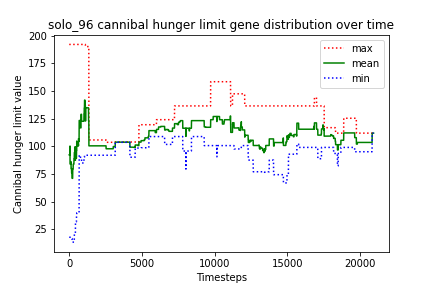 solo_96 cannibal hunger limit gene distribution over time
Cannibal hunger limit value
200
175
150
125
100
75
50
25
max
mean
min
0
5000
10000
15000
20000
Timesteps